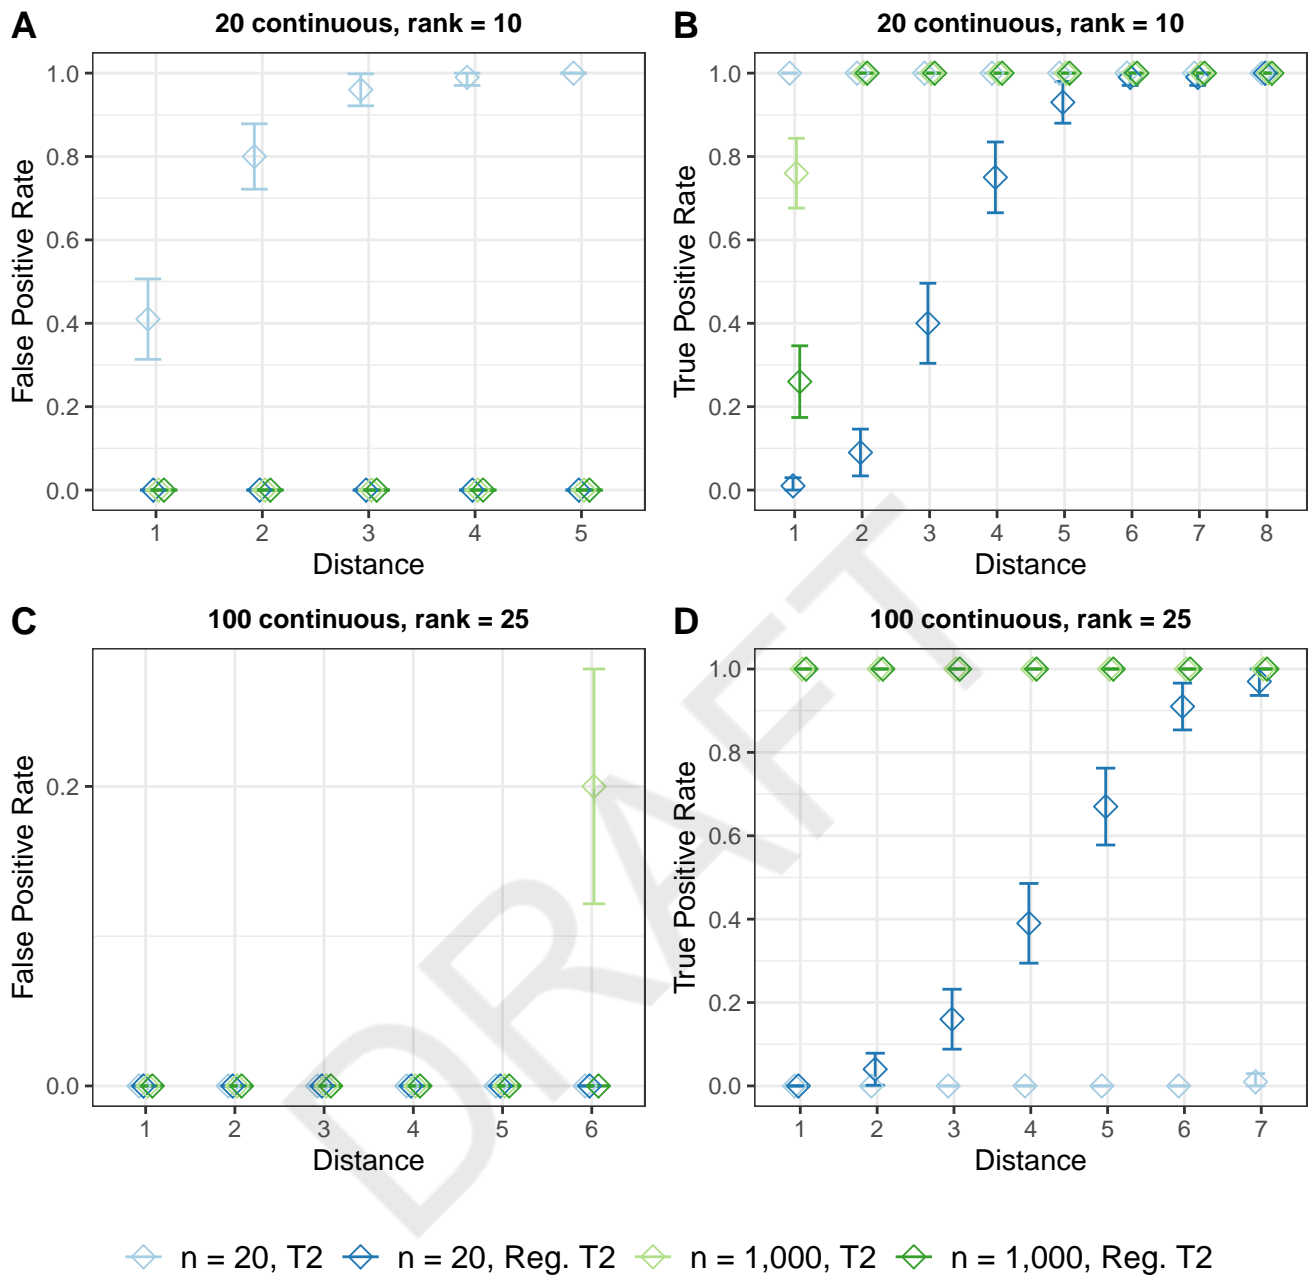 A
20 continuous, rank = 10
False Positive Rate
1.0
0.8
0.6
0.4
0.2
0.0
1 2 3 4 5
Distance
B
20 continuous, rank = 10
True Positive Rate
1.0
0.8
0.6
0.4
0.2
0.0
1 2 3 4 5 6 7 8
Distance
C
100 continuous, rank = 25
False Positive Rate
0.2
0.0
1 2 3 4 5 6
Distance
D
100 continuous, rank = 25
True Positive Rate
1.0
0.8
0.6
0.4
0.2
0.0
1 2 3 4 5 6 7
Distance
DRAFT
n = 20, T2 n = 20, Reg. T2 n = 1,000, T2 n = 1,000, Reg. T2